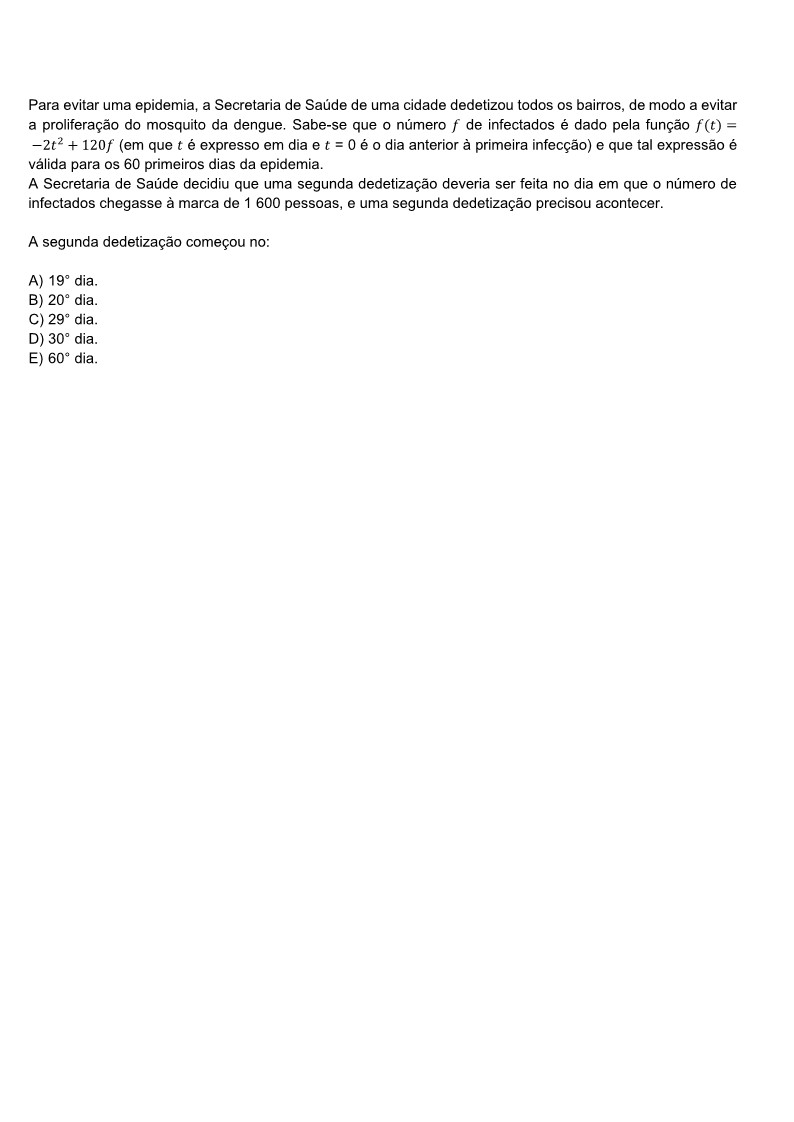 Para evitar uma epidemia, a Secretaria de Saúde de uma cidade dedetizou todos os bairros, de modo a evitar
a proliferação do mosquito da dengue. Sabe-se que o número f de infectados é dado pela função f(t) =
−2t² + 120f (em que t é expresso em dia e t = 0 é o dia anterior à primeira infecção) e que tal expressão é
válida para os 60 primeiros dias da epidemia.
A Secretaria de Saúde decidiu que uma segunda dedetização deveria ser feita no dia em que o número de
infectados chegasse à marca de 1 600 pessoas, e uma segunda dedetização precisou acontecer.
A segunda dedetização começou no:
A) 19° dia.
B) 20° dia.
C) 29° dia.
D) 30° dia.
E) 60° dia.